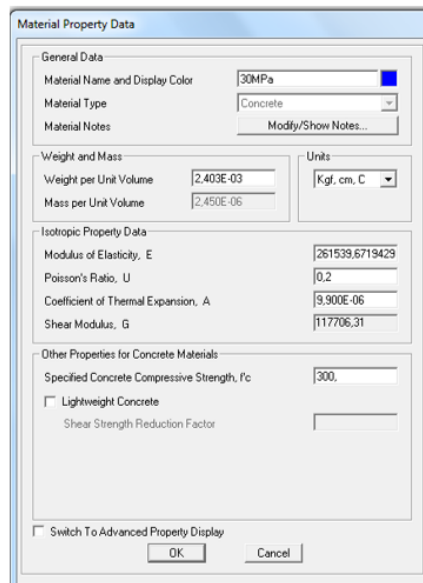 Material Property Data
General Data
Material Name and Display Color 30MPa
Material Type Concrete
Material Notes Modify/Show Notes...
Weight and Mass
Weight per Unit Volume 2,403E-03
Mass per Unit Volume 2,450E-06
Units
Kgf, cm, C
Isotropic Property Data
Modulus of Elasticity, E 261539,6719429
Poisson's Ratio, U 0,2
Coefficient of Thermal Expansion, A 9,900E-06
Shear Modulus, G 117706,31
Other Properties for Concrete Materials
Specified Concrete Compressive Strength, f'c 300,
Lightweight Concrete
Shear Strength Reduction Factor
Switch To Advanced Property Display
OK Cancel